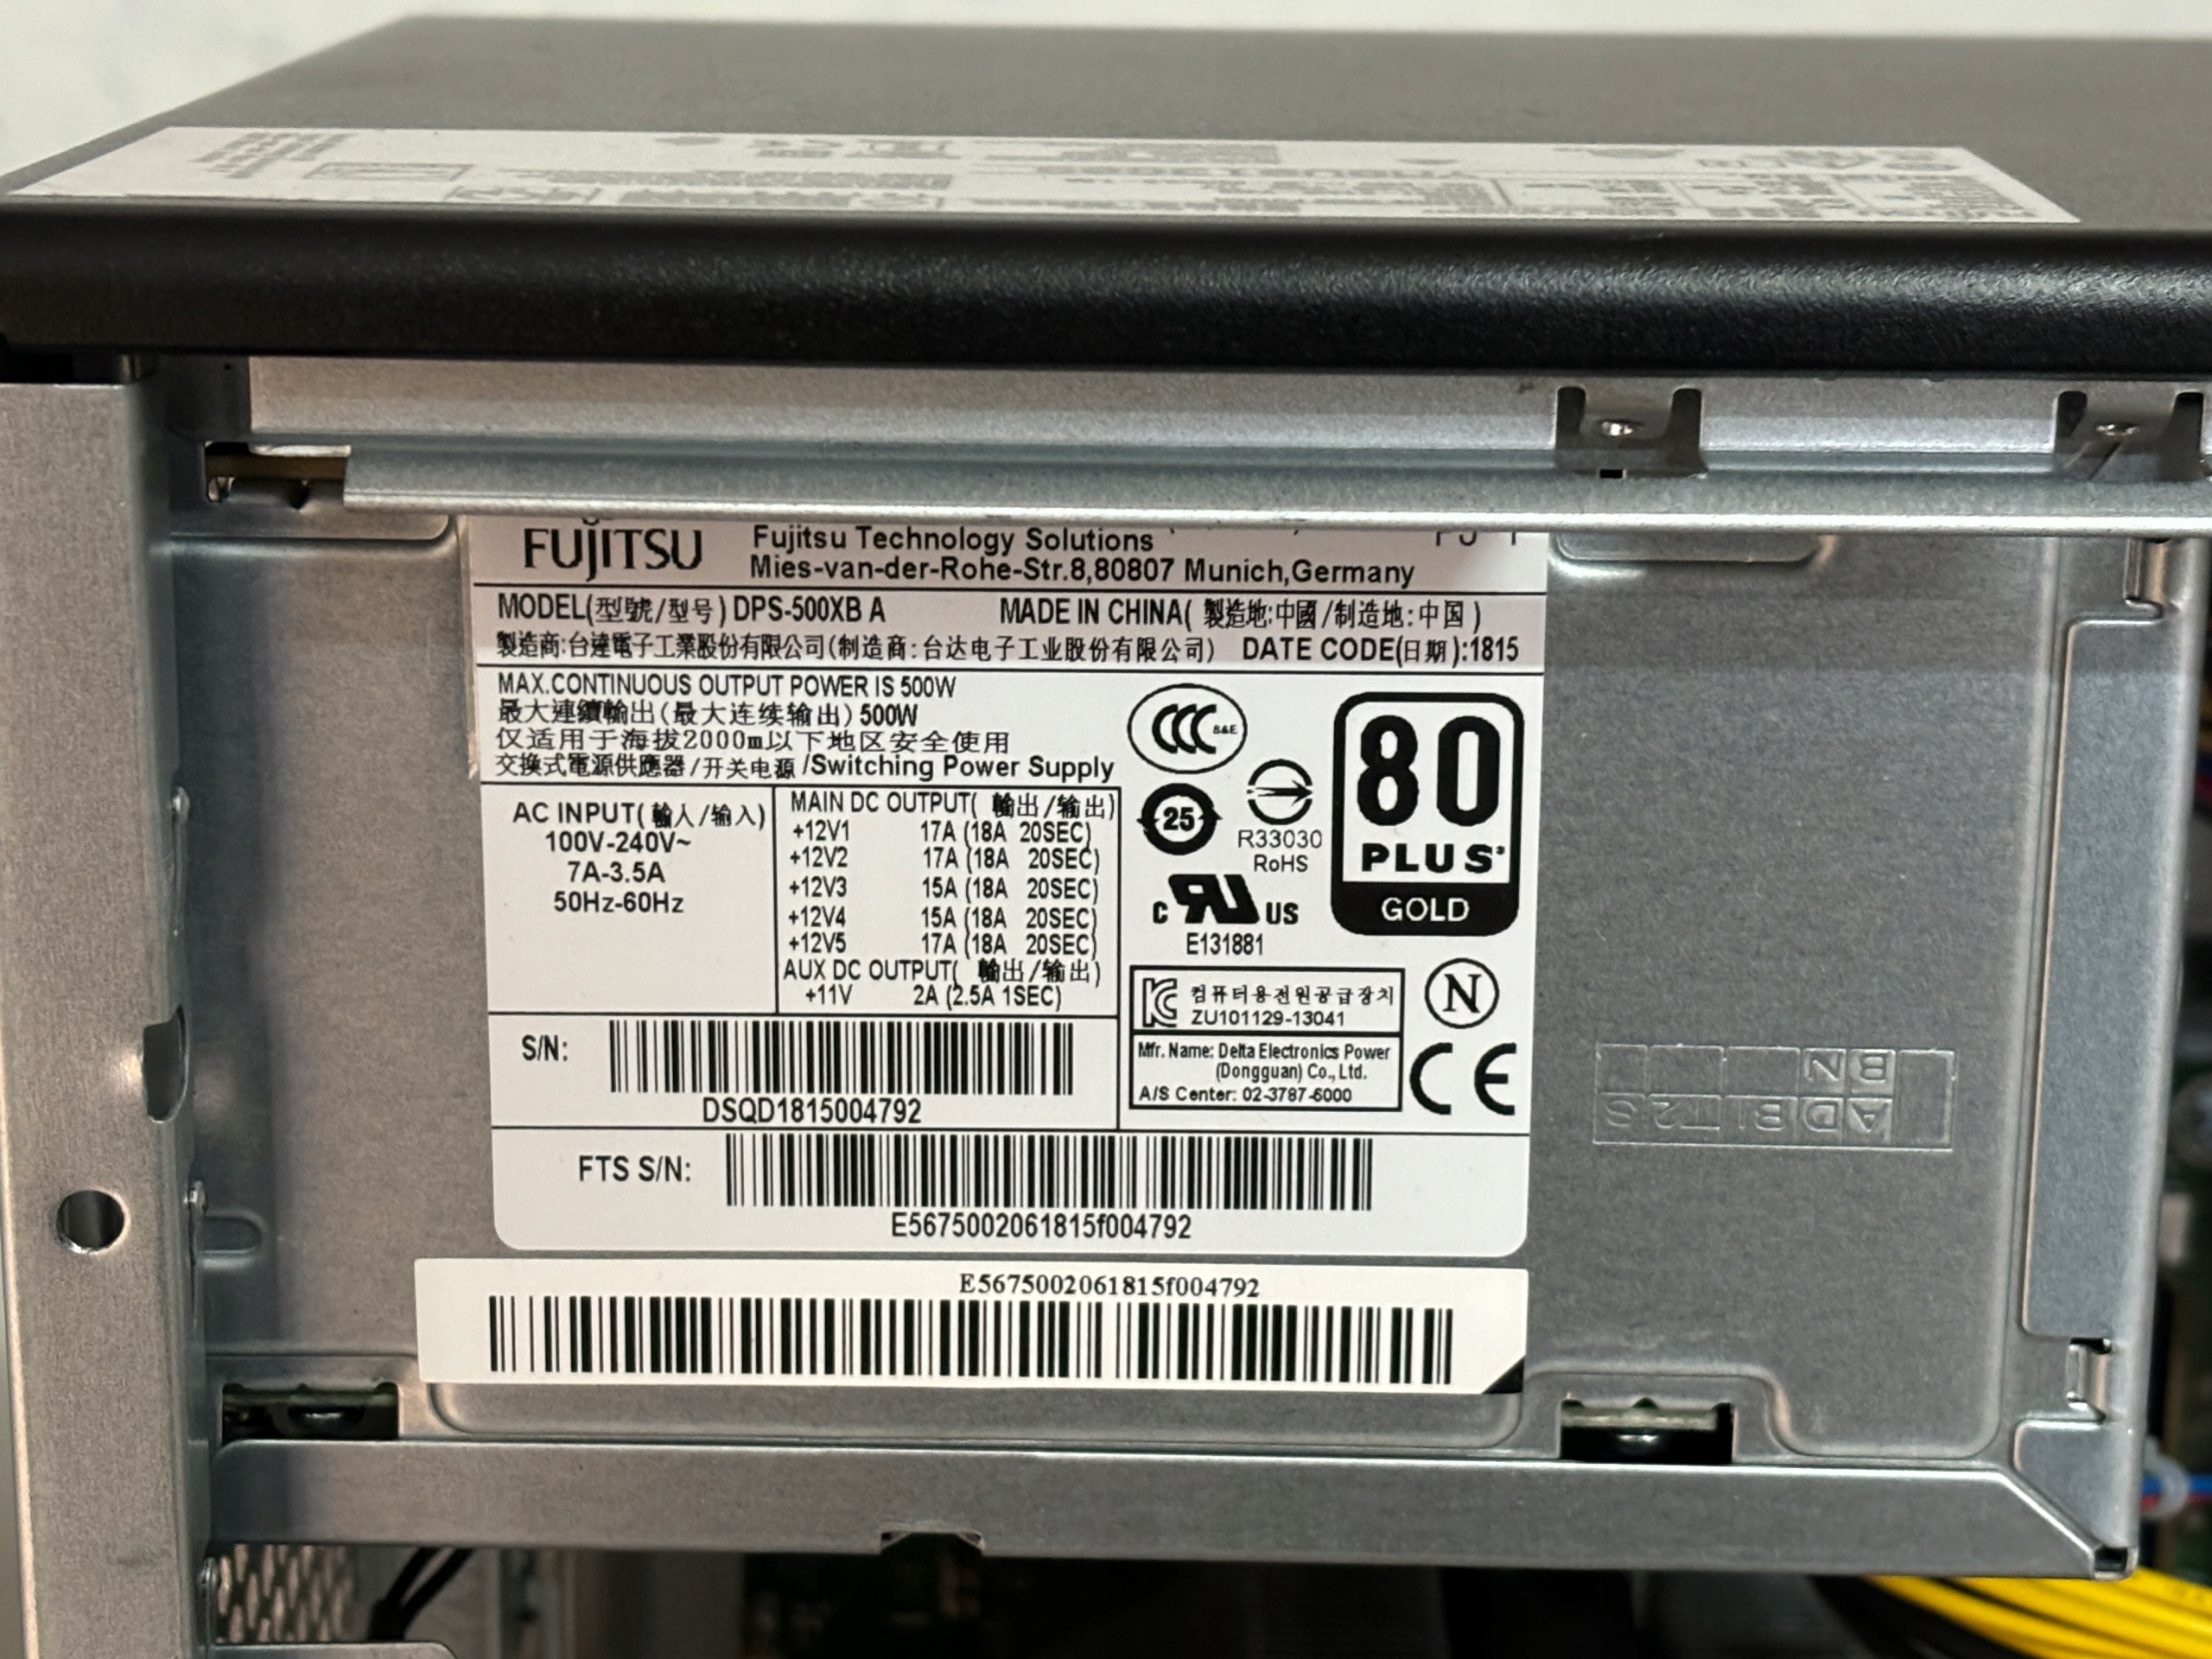 FUJITSU
Fujitsu Technology Solutions
Mies-van-der-Rohe-Str.8,80807 Munich,Germany
MODEL(型號/型号) DPS-500XB A MADE IN CHINA( 製造地:中國/制造地:中国)
製造商:台達電子工業股份有限公司(制造商:台达电子工业股份有限公司) DATE CODE(日期):1815
MAX.CONTINUOUS OUTPUT POWER IS 500W
最大連續輸出(最大连续输出) 500W
仅适用于海拔2000m以下地区安全使用
交換式電源供應器/开关电源 /Switching Power Supply
AC INPUT(輸入/输入)
100V-240V~
7A-3.5A
50Hz-60Hz
MAIN DC OUTPUT( 輸出/输出)
+12V1 17A (18A 20SEC)
+12V2 17A (18A 20SEC)
+12V3 15A (18A 20SEC)
+12V4 15A (18A 20SEC)
+12V5 17A (18A 20SEC)
AUX DC OUTPUT( 輸出/输出)
+11V 2A (2.5A 1SEC)
CCC S&E
25
R33030
RoHS
C RU US
E131881
80
PLUS
GOLD
KC 컴퓨터용전원공급장치
ZU101129-13041
N
Mfr. Name: Delta Electronics Power
(Dongguan) Co., Ltd.
A/S Center: 02-3787-6000
CE
S/N:
DSQD1815004792
FTS S/N:
E5675002061815f004792
E5675002061815f004792